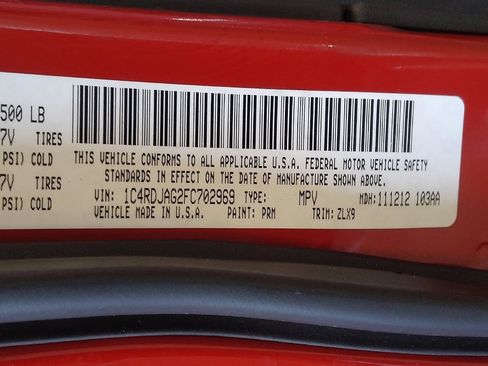 500 LB
7V TIRES
PSI) COLD
7V TIRES
PSI) COLD
THIS VEHICLE CONFORMS TO ALL APPLICABLE U.S.A. FEDERAL MOTOR VEHICLE SAFETY
STANDARDS IN EFFECT ON THE DATE OF MANUFACTURE SHOWN ABOVE.
VIN: 1C4RDJAG2FC702969 TYPE: MPV MDH:111212 103AA
VEHICLE MADE IN U.S.A. PAINT: PRM TRIM: ZLX9